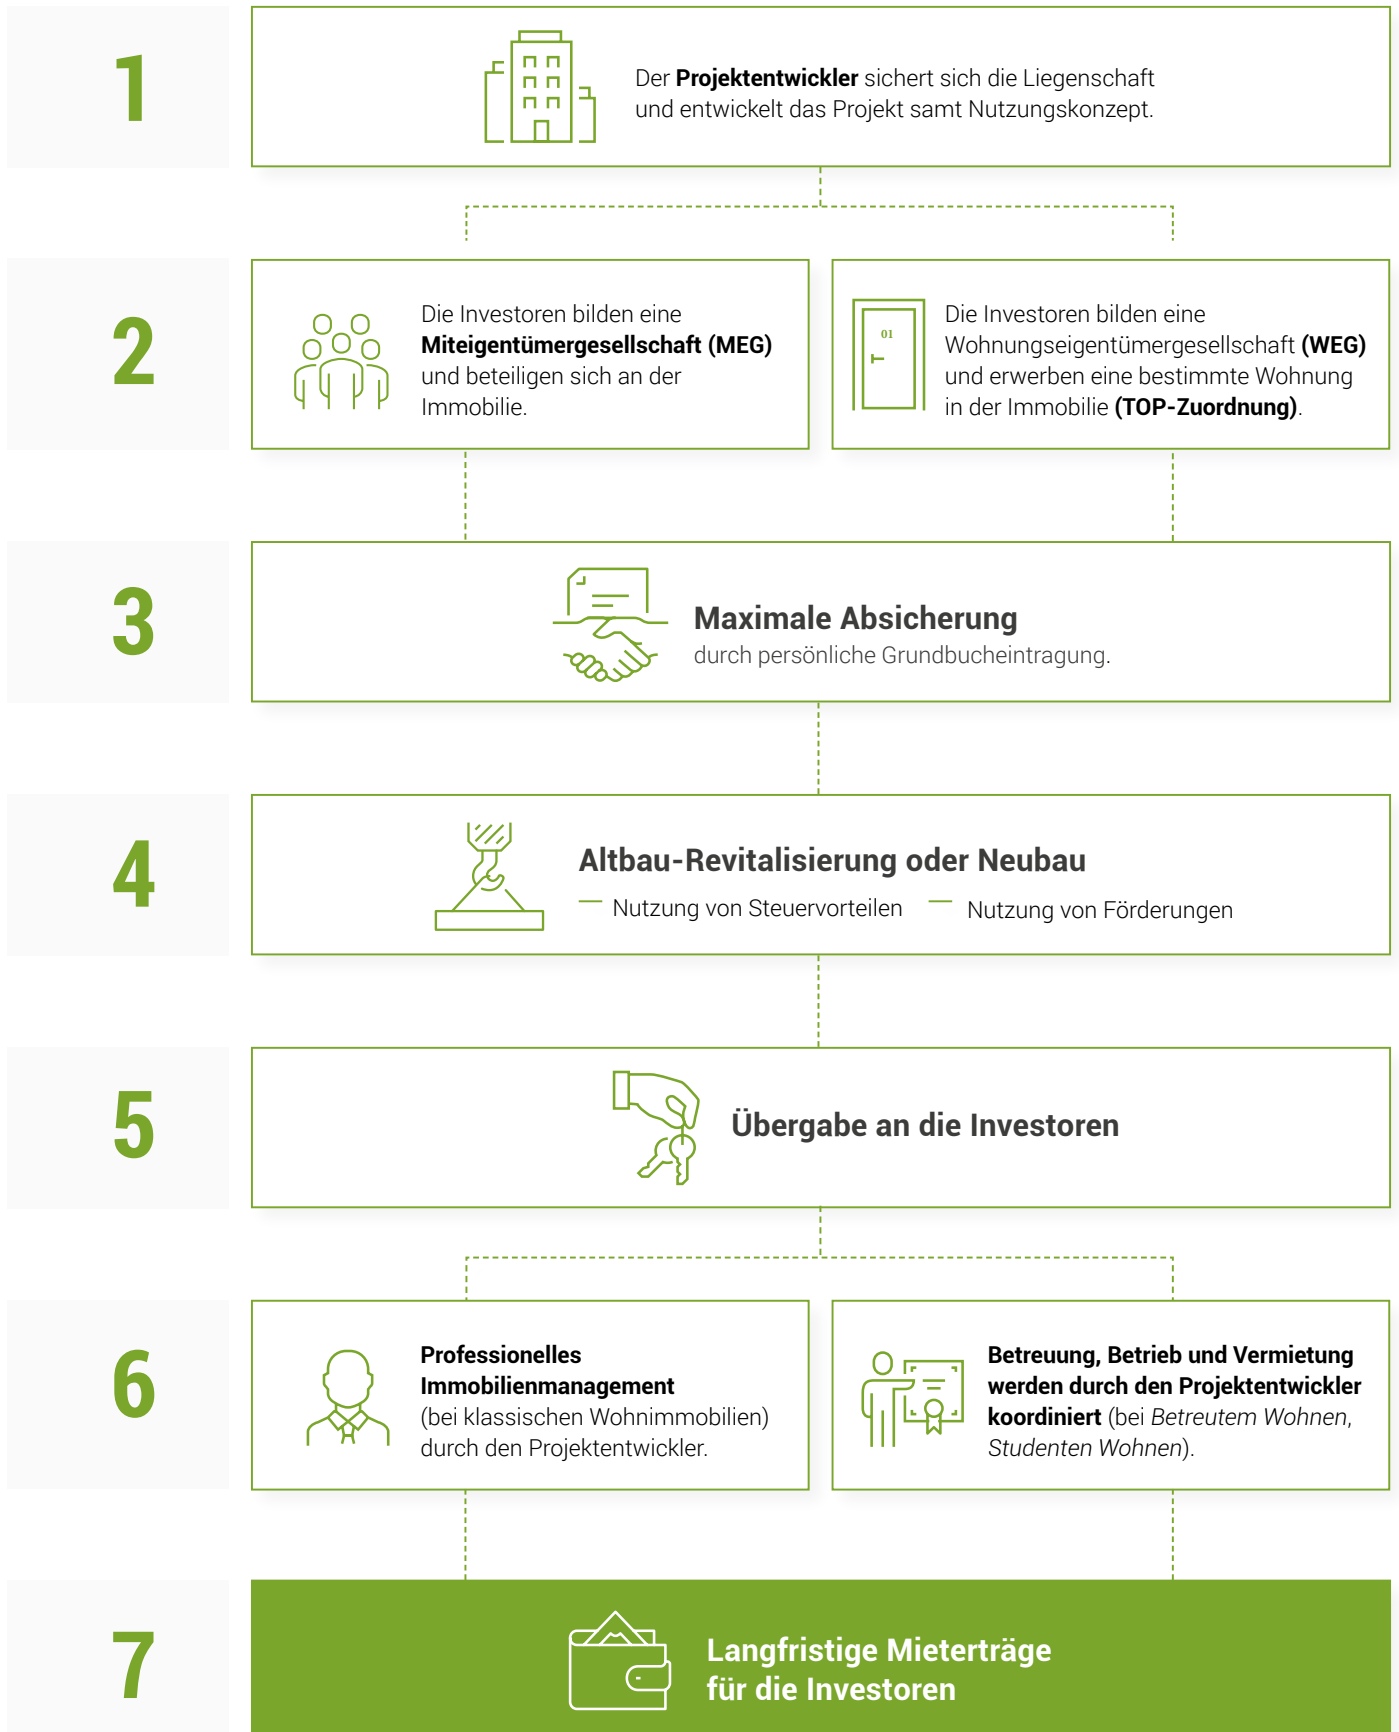 1
Der Projektentwickler sichert sich die Liegenschaft
und entwickelt das Projekt samt Nutzungskonzept.
2
Die Investoren bilden eine
Miteigentümergesellschaft (MEG)
und beteiligen sich an der
Immobilie.
01
Die Investoren bilden eine
Wohnungseigentümergesellschaft (WEG)
und erwerben eine bestimmte Wohnung
in der Immobilie (TOP-Zuordnung).
3
Maximale Absicherung
durch persönliche Grundbucheintragung.
4
Altbau-Revitalisierung oder Neubau
— Nutzung von Steuervorteilen — Nutzung von Förderungen
5
Übergabe an die Investoren
6
Professionelles
Immobilienmanagement
(bei klassischen Wohnimmobilien)
durch den Projektentwickler.
Betreuung, Betrieb und Vermietung
werden durch den Projektentwickler
koordiniert (bei Betreutem Wohnen,
Studenten Wohnen).
7
Langfristige Mieterträge
für die Investoren